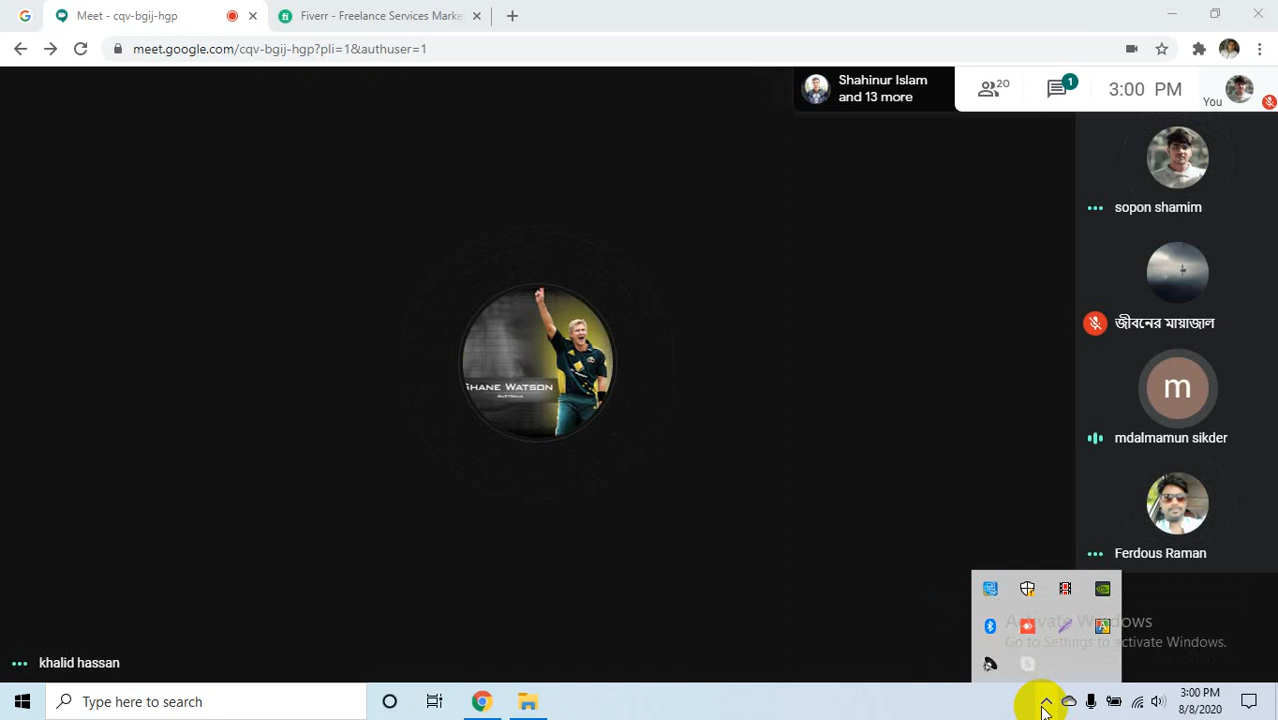 Meet - cqv-bgij-hgp
Fiverr - Freelance Services Marke
meet.google.com/cqv-bgij-hgp?pli=1&authuser=1
Shahinur Islam
and 13 more
20
1
3:00 PM
You
sopon shamim
SHANE WATSON
AUSTRALIA
জীবনের মায়াজাল
m
mdalmamun sikder
Ferdous Raman
Activate Windows
Go to Settings to activate Windows.
khalid hassan
Type here to search
3:00 PM
8/8/2020